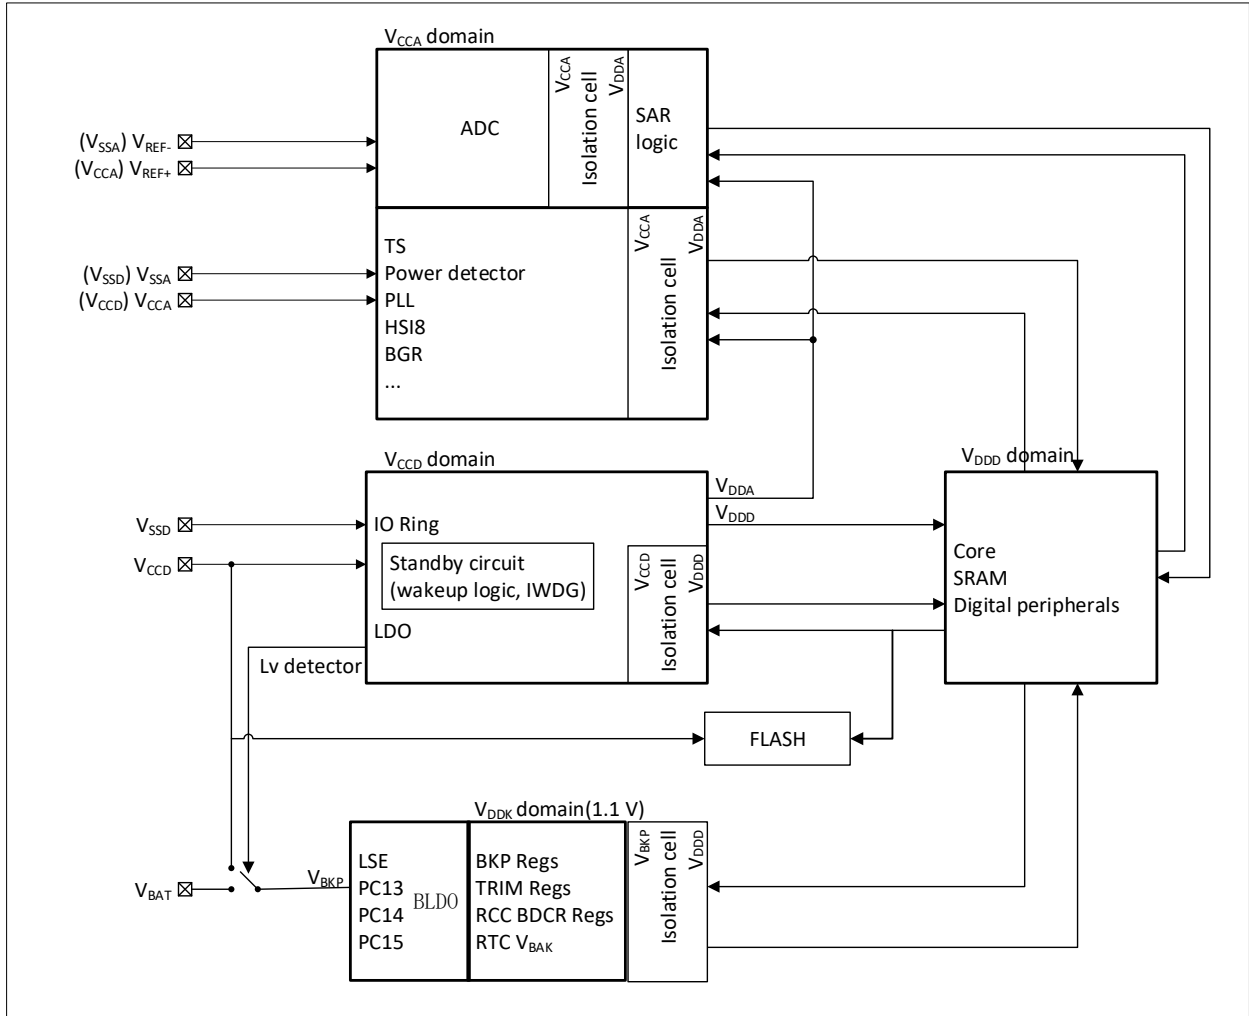 VCCA domain
ADC
VCCA
Isolation cell
VDDA
SAR
logic
(VSSA) VREF-
(VCCA) VREF+
TS
Power detector
PLL
HSI8
BGR
...
VCCA
Isolation cell
VDDA
(VSSD) VSSA
(VCCD) VCCA
VCCD domain
VDDA
VDDD
IO Ring
Standby circuit
(wakeup logic, IWDG)
LDO
VCCD
Isolation cell
VDDD
VSSD
VCCD
Lv detector
VDDD domain
Core
SRAM
Digital peripherals
FLASH
VDDK domain(1.1 V)
VBAT
VBKP
LSE
PC13
PC14
PC15
BLDO
BKP Regs
TRIM Regs
RCC BDCR Regs
RTC VBAK
VBKP
Isolation cell
VDDD